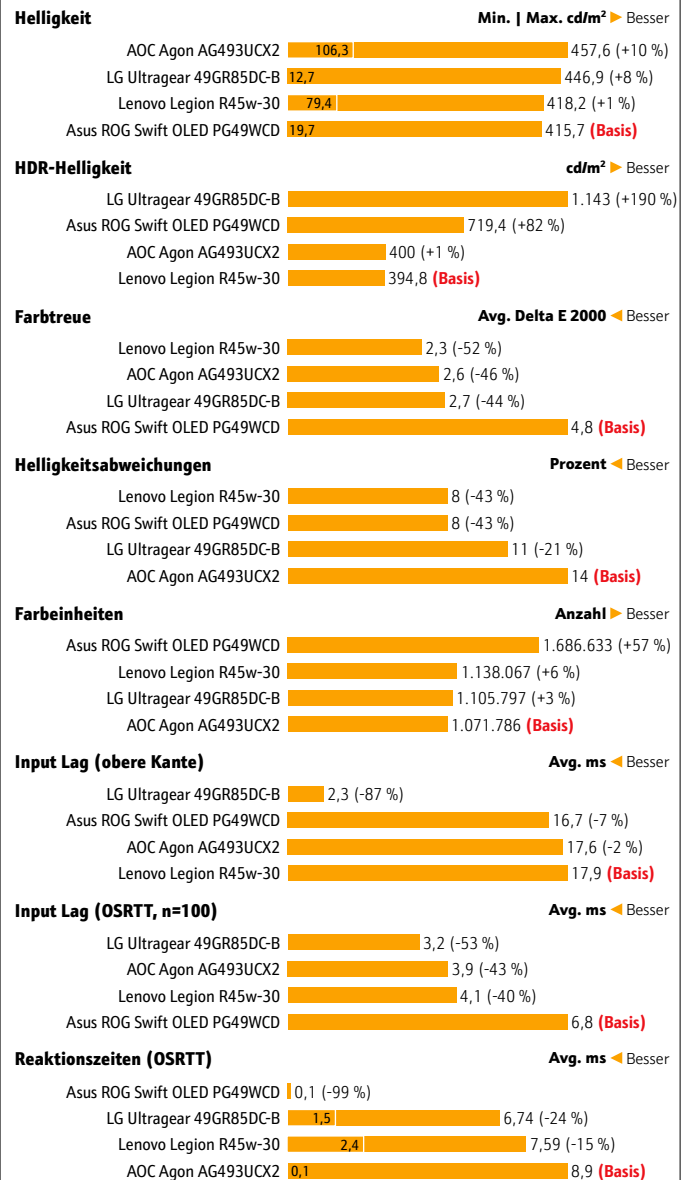 Helligkeit Min. | Max. cd/m² ► Besser
AOC Agon AG493UCX2 106,3 457,6 (+10 %)
LG Ultragear 49GR85DC-B 12,7 446,9 (+8 %)
Lenovo Legion R45w-30 79,4 418,2 (+1 %)
Asus ROG Swift OLED PG49WCD 19,7 415,7 (Basis)
HDR-Helligkeit cd/m² ► Besser
LG Ultragear 49GR85DC-B 1.143 (+190 %)
Asus ROG Swift OLED PG49WCD 719,4 (+82 %)
AOC Agon AG493UCX2 400 (+1 %)
Lenovo Legion R45w-30 394,8 (Basis)
Farbtreue Avg. Delta E 2000 ◄ Besser
Lenovo Legion R45w-30 2,3 (-52 %)
AOC Agon AG493UCX2 2,6 (-46 %)
LG Ultragear 49GR85DC-B 2,7 (-44 %)
Asus ROG Swift OLED PG49WCD 4,8 (Basis)
Helligkeitsabweichungen Prozent ◄ Besser
Lenovo Legion R45w-30 8 (-43 %)
Asus ROG Swift OLED PG49WCD 8 (-43 %)
LG Ultragear 49GR85DC-B 11 (-21 %)
AOC Agon AG493UCX2 14 (Basis)
Farbeinheiten Anzahl ► Besser
Asus ROG Swift OLED PG49WCD 1.686.633 (+57 %)
Lenovo Legion R45w-30 1.138.067 (+6 %)
LG Ultragear 49GR85DC-B 1.105.797 (+3 %)
AOC Agon AG493UCX2 1.071.786 (Basis)
Input Lag (obere Kante) Avg. ms ◄ Besser
LG Ultragear 49GR85DC-B 2,3 (-87 %)
Asus ROG Swift OLED PG49WCD 16,7 (-7 %)
AOC Agon AG493UCX2 17,6 (-2 %)
Lenovo Legion R45w-30 17,9 (Basis)
Input Lag (OSRTT, n=100) Avg. ms ◄ Besser
LG Ultragear 49GR85DC-B 3,2 (-53 %)
AOC Agon AG493UCX2 3,9 (-43 %)
Lenovo Legion R45w-30 4,1 (-40 %)
Asus ROG Swift OLED PG49WCD 6,8 (Basis)
Reaktionszeiten (OSRTT) Avg. ms ◄ Besser
Asus ROG Swift OLED PG49WCD 0,1 (-99 %)
LG Ultragear 49GR85DC-B 1,5 6,74 (-24 %)
Lenovo Legion R45w-30 2,4 7,59 (-15 %)
AOC Agon AG493UCX2 0,1 8,9 (Basis)